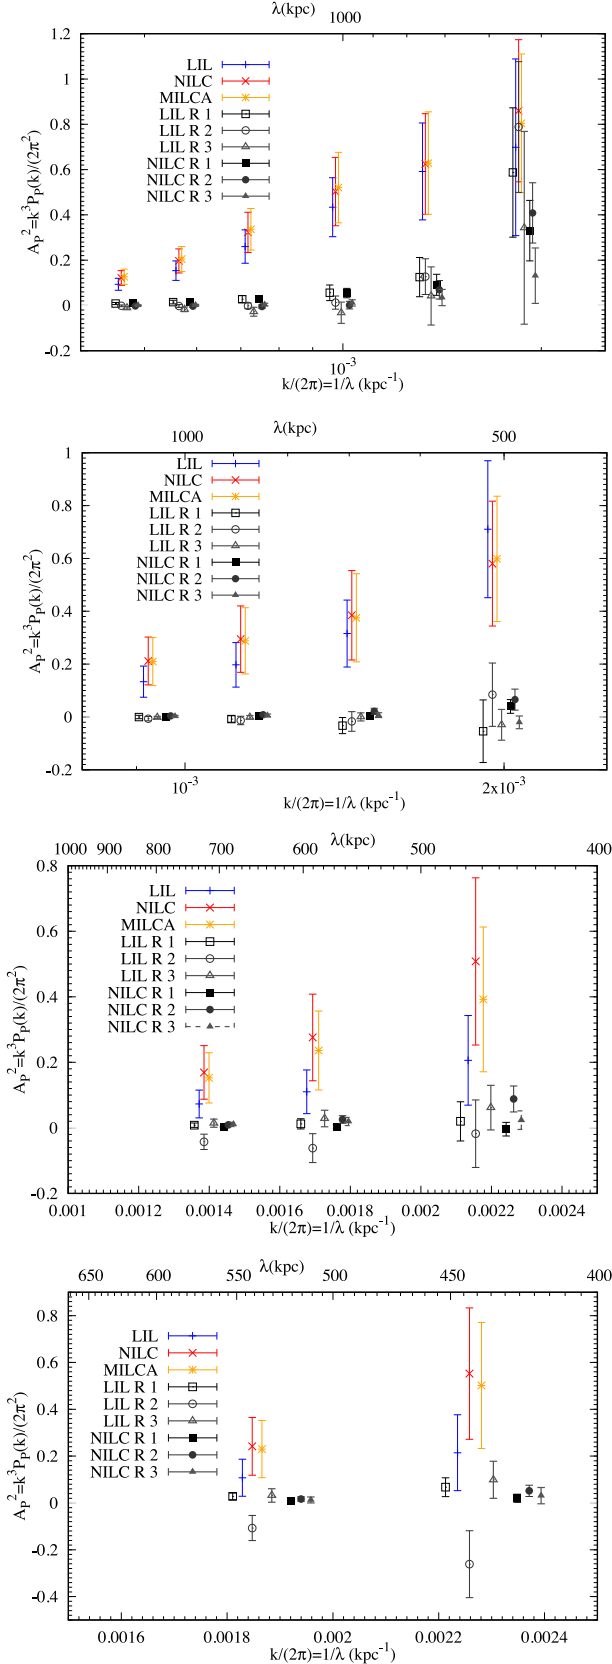 λ(kpc)
1000
1.2
1
0.8
0.6
0.4
0.2
0
-0.2
A_P^2=k^3P_P(k)/(2π^2)
LIL
NILC
MILCA
LIL R 1
LIL R 2
LIL R 3
NILC R 1
NILC R 2
NILC R 3
10^-3
k/(2π)=1/λ (kpc^-1)
λ(kpc)
1000 500
1
0.8
0.6
0.4
0.2
0
-0.2
A_P^2=k^3P_P(k)/(2π^2)
LIL
NILC
MILCA
LIL R 1
LIL R 2
LIL R 3
NILC R 1
NILC R 2
NILC R 3
10^-3 2x10^-3
k/(2π)=1/λ (kpc^-1)
λ(kpc)
1000 900 800 700 600 500 400
0.8
0.6
0.4
0.2
0
-0.2
A_P^2=k^3P_P(k)/(2π^2)
LIL
NILC
MILCA
LIL R 1
LIL R 2
LIL R 3
NILC R 1
NILC R 2
NILC R 3
0.001 0.0012 0.0014 0.0016 0.0018 0.002 0.0022 0.0024
k/(2π)=1/λ (kpc^-1)
λ(kpc)
650 600 550 500 450 400
0.8
0.6
0.4
0.2
0
-0.2
-0.4
A_P^2=k^3P_P(k)/(2π^2)
LIL
NILC
MILCA
LIL R 1
LIL R 2
LIL R 3
NILC R 1
NILC R 2
NILC R 3
0.0016 0.0018 0.002 0.0022 0.0024
k/(2π)=1/λ (kpc^-1)